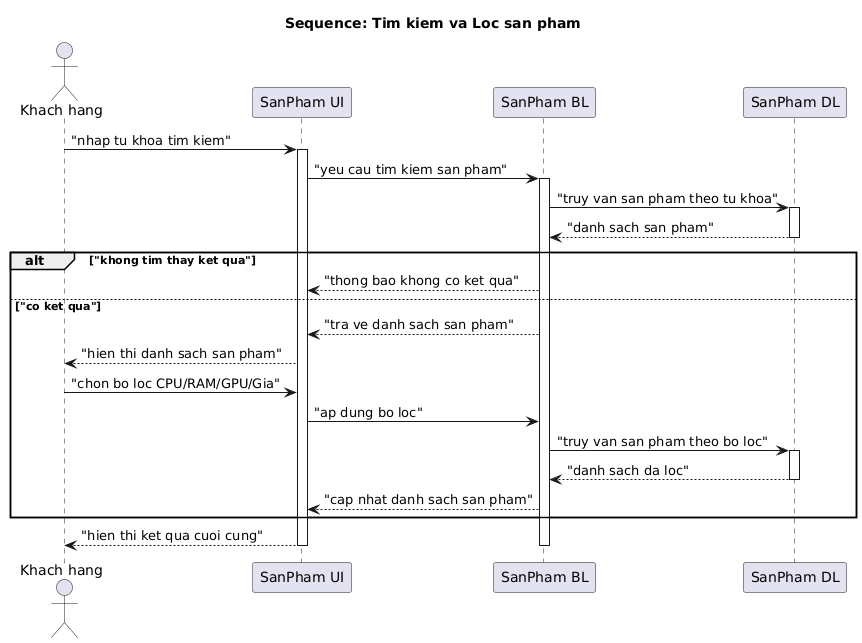 Sequence: Tim kiem va Loc san pham
Khach hang
SanPham UI
SanPham BL
SanPham DL
"nhap tu khoa tim kiem"
"yeu cau tim kiem san pham"
"truy van san pham theo tu khoa"
"danh sach san pham"
alt
["khong tim thay ket qua"]
"thong bao khong co ket qua"
["co ket qua"]
"tra ve danh sach san pham"
"hien thi danh sach san pham"
"chon bo loc CPU/RAM/GPU/Gia"
"ap dung bo loc"
"truy van san pham theo bo loc"
"danh sach da loc"
"cap nhat danh sach san pham"
"hien thi ket qua cuoi cung"
Khach hang
SanPham UI
SanPham BL
SanPham DL